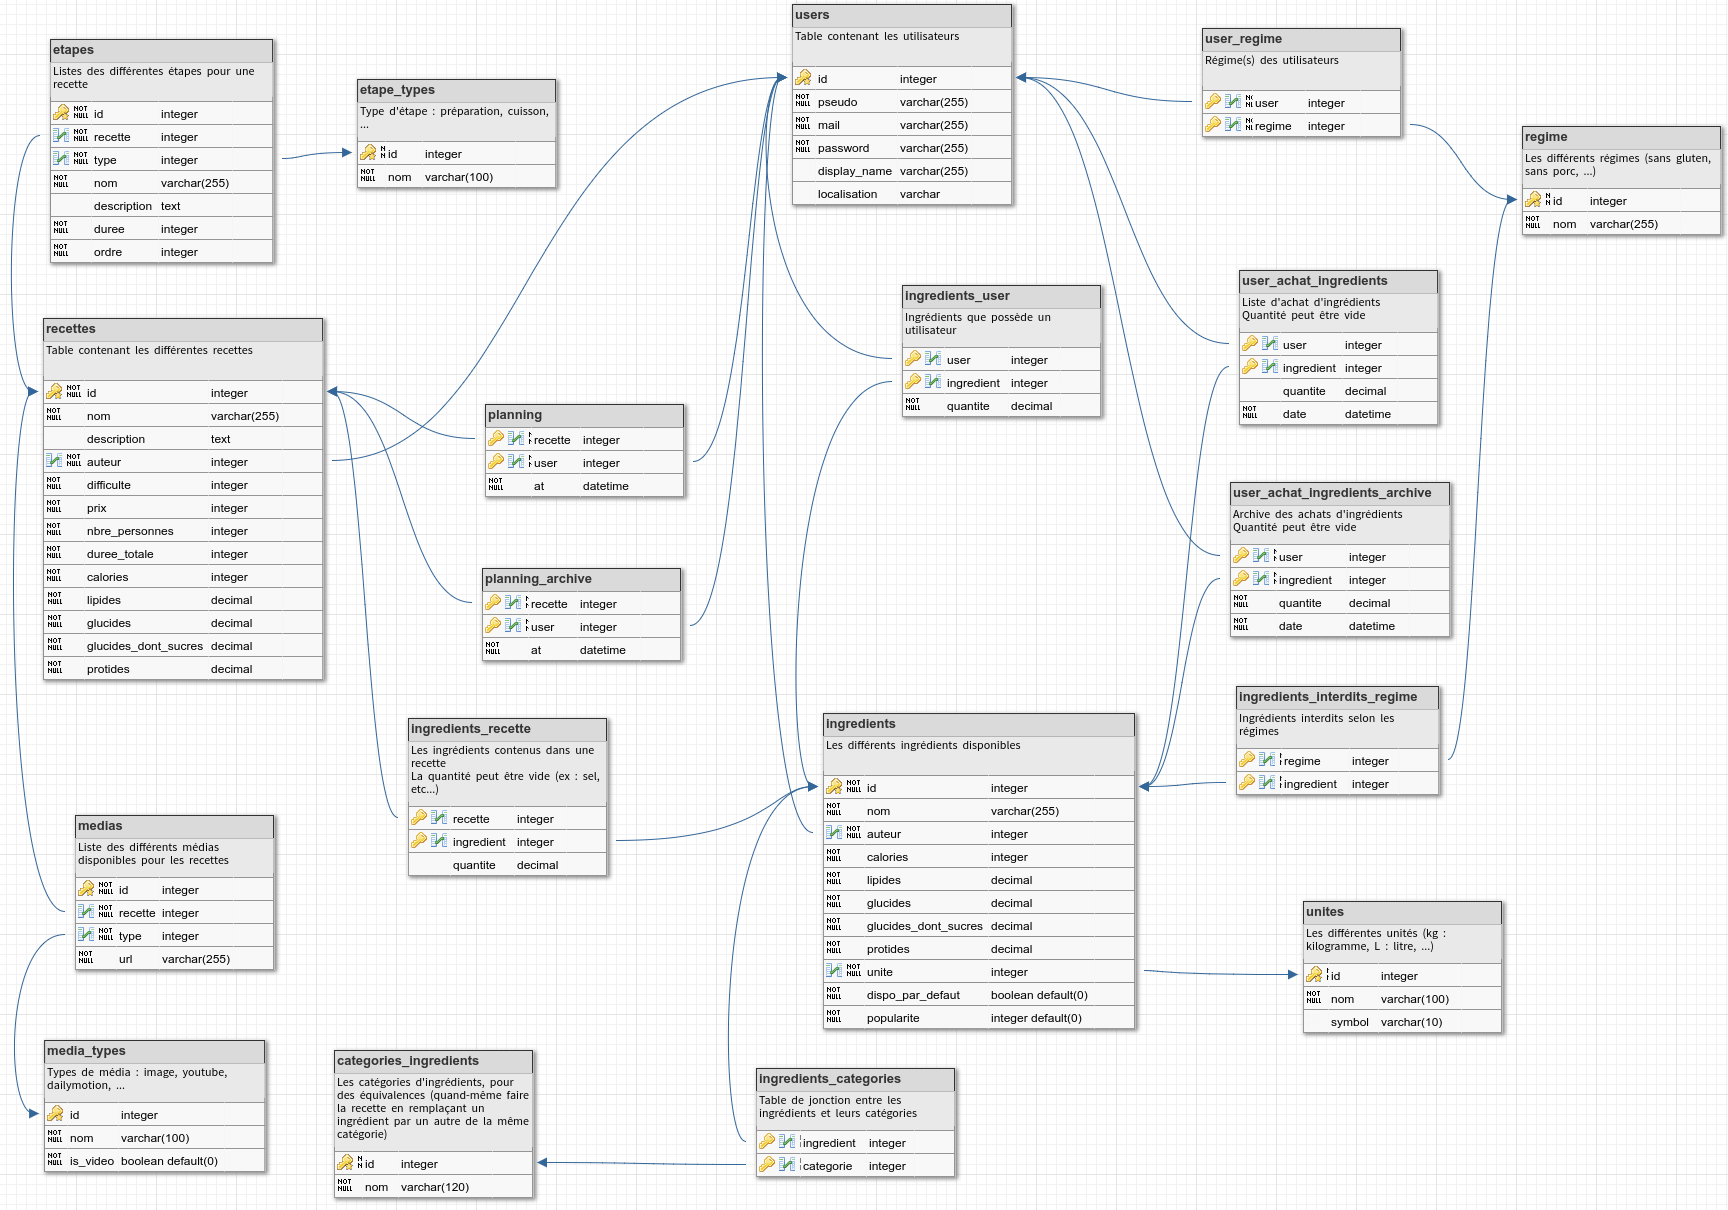 etapes
Listes des différentes étapes pour une
recette
NOT NULL id integer
NOT NULL recette integer
NOT NULL type integer
NOT NULL nom varchar(255)
description text
NOT NULL duree integer
NOT NULL ordre integer
etape_types
Type d'étape : préparation, cuisson,
...
id integer
NOT NULL nom varchar(100)
users
Table contenant les utilisateurs
id integer
NOT NULL pseudo varchar(255)
NOT NULL mail varchar(255)
NOT NULL password varchar(255)
display_name varchar(255)
localisation varchar
user_regime
Régime(s) des utilisateurs
user integer
regime integer
regime
Les différents régimes (sans gluten,
sans porc, ...)
id integer
NOT NULL nom varchar(255)
recettes
Table contenant les différentes recettes
NOT NULL id integer
NOT NULL nom varchar(255)
description text
NOT NULL auteur integer
NOT NULL difficulte integer
NOT NULL prix integer
NOT NULL nbre_personnes integer
NOT NULL duree_totale integer
NOT NULL calories integer
NOT NULL lipides decimal
NOT NULL glucides decimal
NOT NULL glucides_dont_sucres decimal
NOT NULL protides decimal
planning
recette integer
user integer
NOT NULL at datetime
planning_archive
recette integer
user integer
NOT NULL at datetime
ingredients_user
Ingrédients que possède un
utilisateur
user integer
ingredient integer
NOT NULL quantite decimal
user_achat_ingredients
Liste d'achat d'ingrédients
Quantité peut être vide
user integer
ingredient integer
quantite decimal
NOT NULL date datetime
user_achat_ingredients_archive
Archive des achats d'ingrédients
Quantité peut être vide
user integer
ingredient integer
NOT NULL quantite decimal
NOT NULL date datetime
ingredients_interdits_regime
Ingrédients interdits selon les
régimes
regime integer
ingredient integer
ingredients_recette
Les ingrédients contenus dans une
recette
La quantité peut être vide (ex : sel,
etc...)
recette integer
ingredient integer
quantite decimal
ingredients
Les différents ingrédients disponibles
NOT NULL id integer
NOT NULL nom varchar(255)
NOT NULL auteur integer
NOT NULL calories integer
NOT NULL lipides decimal
NOT NULL glucides decimal
NOT NULL glucides_dont_sucres decimal
NOT NULL protides decimal
NOT NULL unite integer
NOT NULL dispo_par_defaut boolean default(0)
NOT NULL popularite integer default(0)
medias
Liste des différents médias
disponibles pour les recettes
NOT NULL id integer
NOT NULL recette integer
NOT NULL type integer
NOT NULL url varchar(255)
unites
Les différentes unités (kg :
kilogramme, L : litre, ...)
id integer
NOT NULL nom varchar(100)
symbol varchar(10)
media_types
Types de média : image, youtube,
dailymotion, ...
id integer
NOT NULL nom varchar(100)
NOT NULL is_video boolean default(0)
categories_ingredients
Les catégories d'ingrédients, pour
des équivalences (quand-même faire
la recette en remplaçant un
ingrédient par un autre de la même
catégorie)
id integer
NOT NULL nom varchar(120)
ingredients_categories
Table de jonction entre les
ingrédients et leurs catégories
ingredient integer
categorie integer